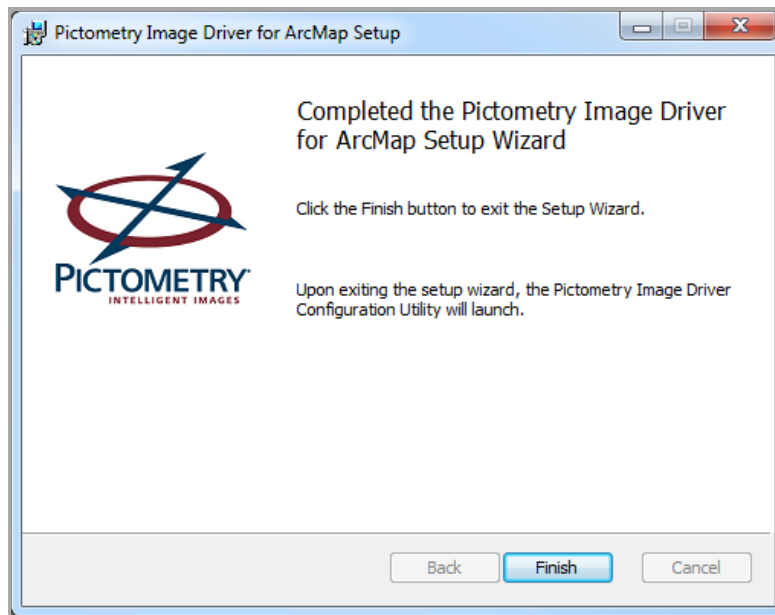 Pictometry Image Driver for ArcMap Setup
Completed the Pictometry Image Driver
for ArcMap Setup Wizard
Click the Finish button to exit the Setup Wizard.
PICTOMETRY
INTELLIGENT IMAGES
Upon exiting the setup wizard, the Pictometry Image Driver
Configuration Utility will launch.
Back
Finish
Cancel